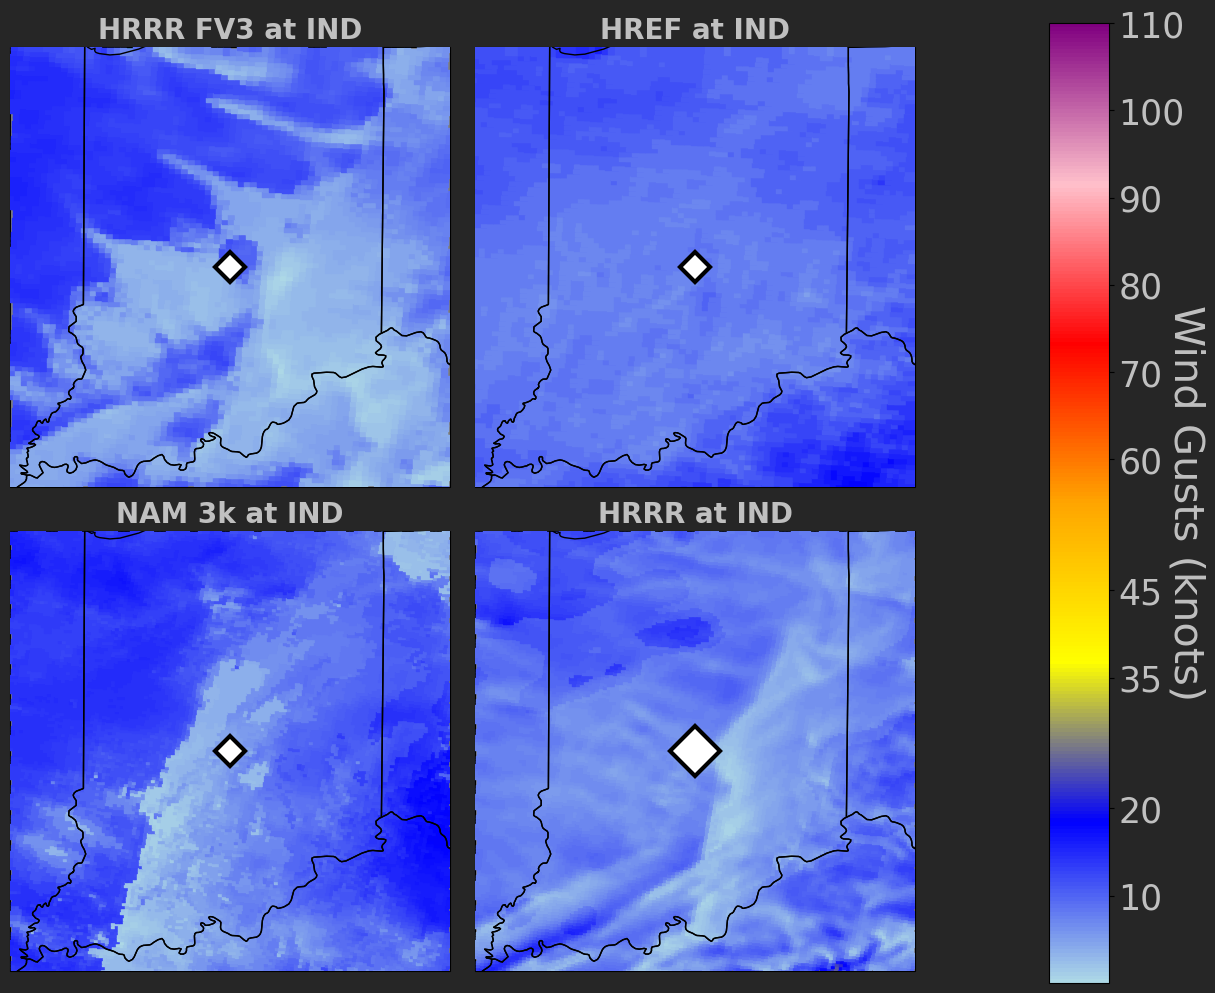 HRRR FV3 at IND
HREF at IND
NAM 3k at IND
HRRR at IND
110
100
90
80
70
60
45
35
20
10
Wind Gusts (knots)